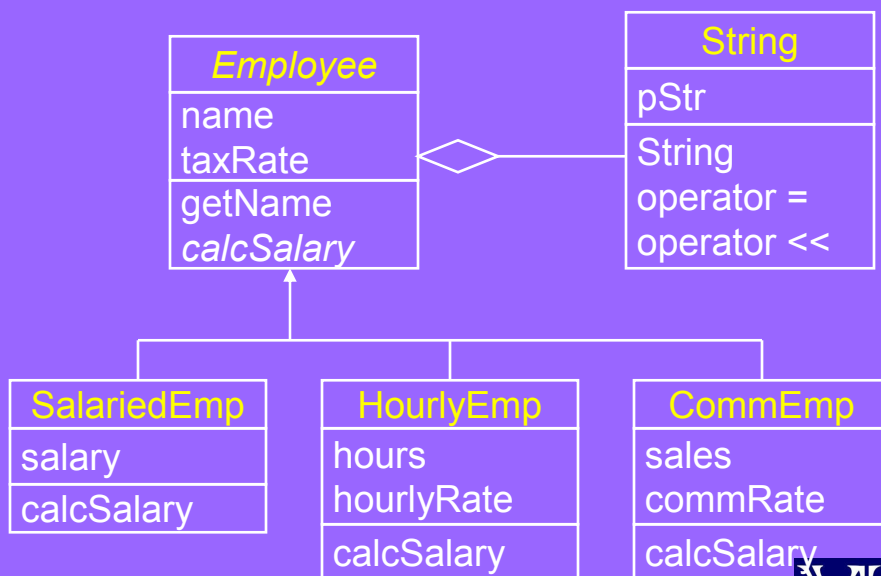 Employee
name
taxRate
getName
calcSalary
String
pStr
String
operator =
operator <<
SalariedEmp
salary
calcSalary
HourlyEmp
hours
hourlyRate
calcSalary
CommEmp
sales
commRate
calcSalary